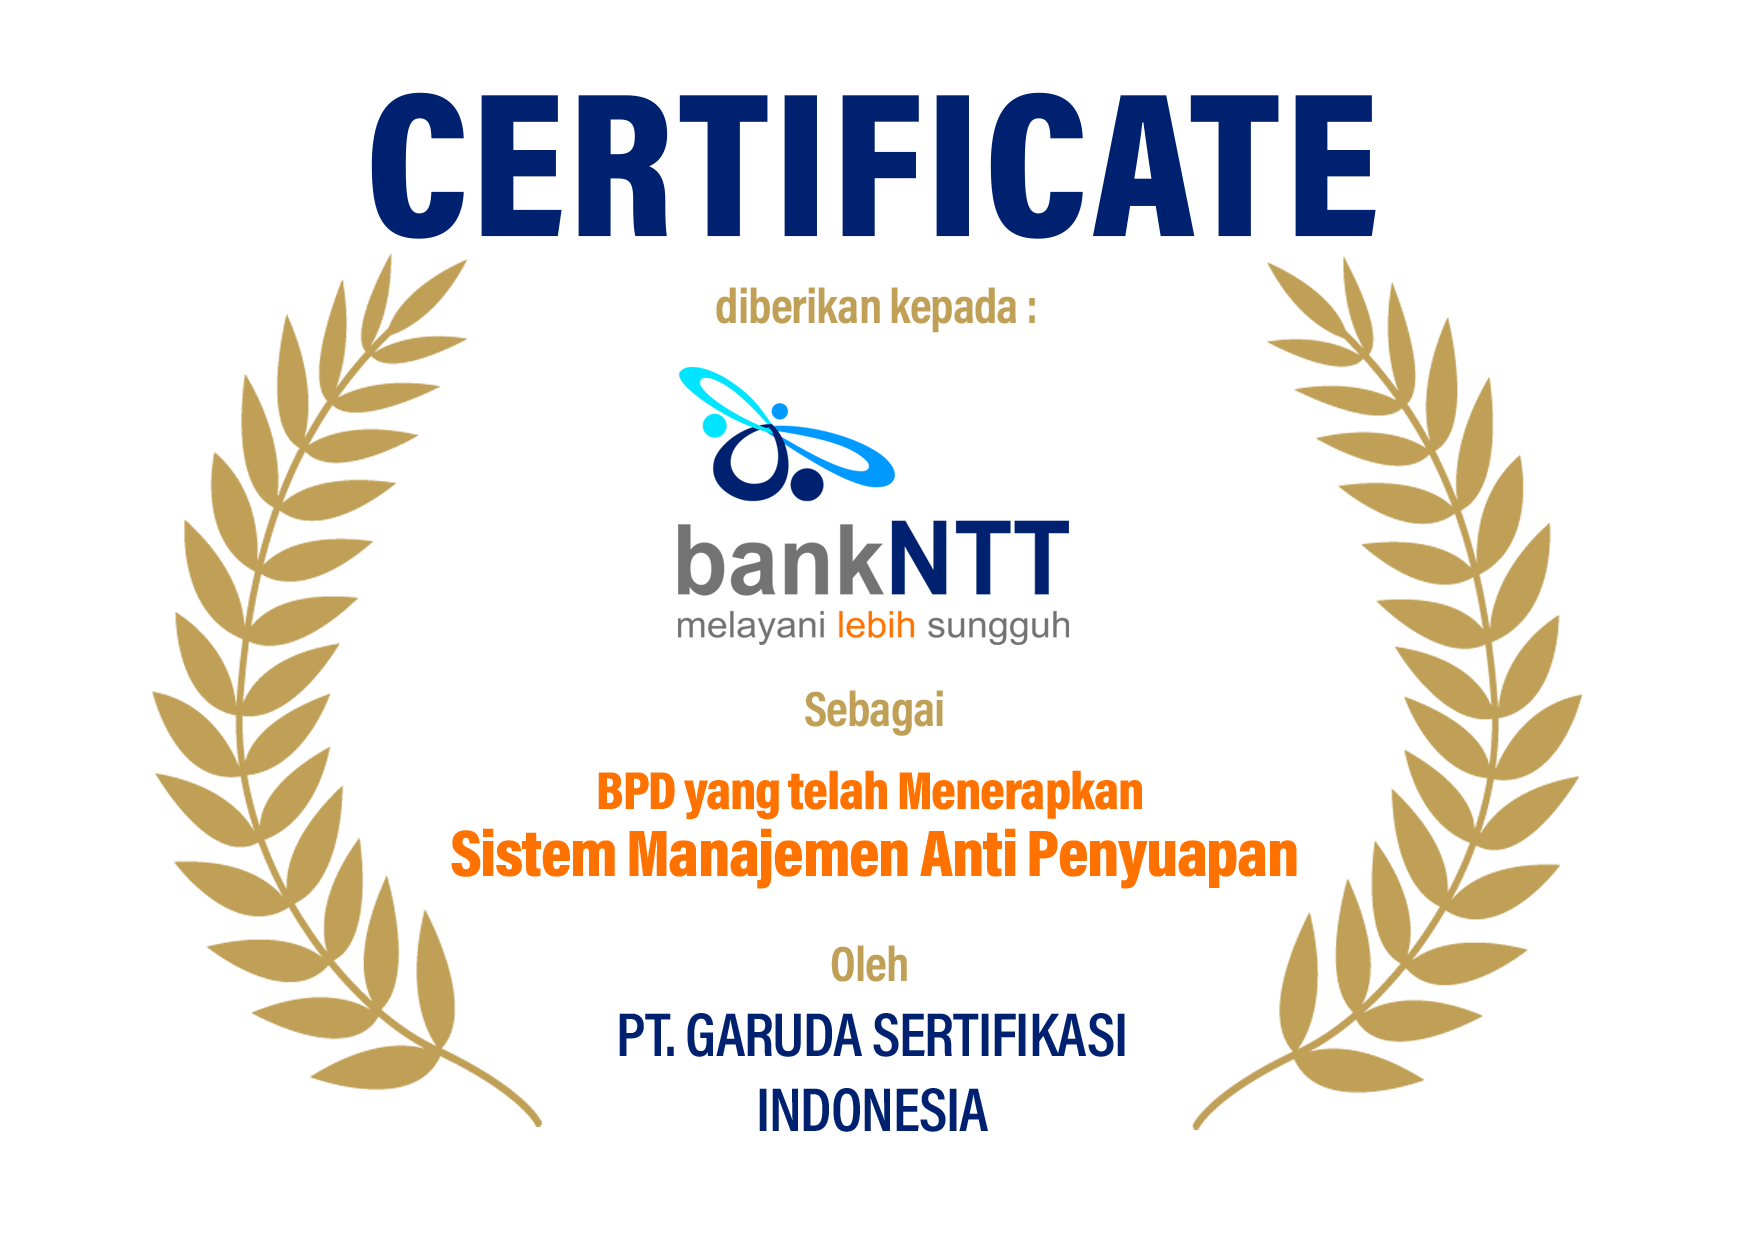 CERTIFICATE
diberikan kepada :
bankNTT
melayani lebih sungguh
Sebagai
BPD yang telah Menerapkan
Sistem Manajemen Anti Penyuapan
Oleh
PT. GARUDA SERTIFIKASI
INDONESIA